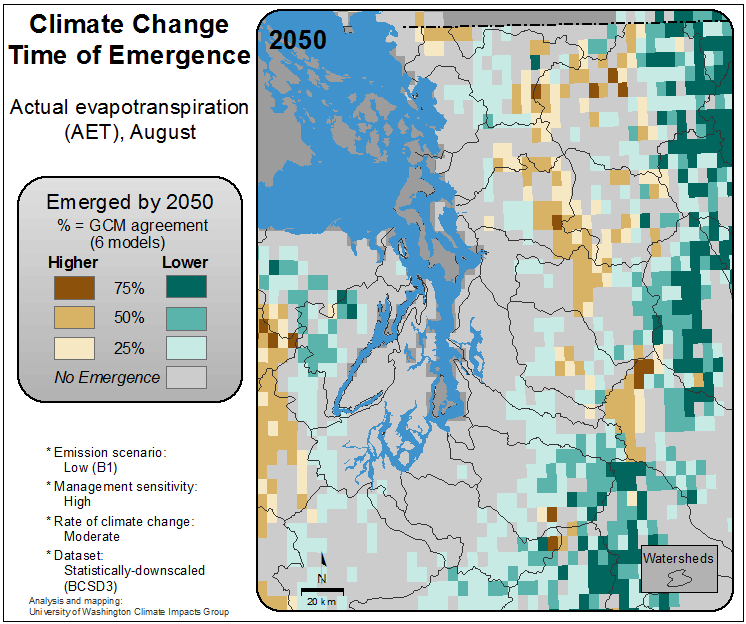 Climate Change
Time of Emergence
Actual evapotranspiration
(AET), August
Emerged by 2050
% = GCM agreement
(6 models)
Higher Lower
75%
50%
25%
No Emergence
* Emission scenario:
Low (B1)
* Management sensitivity:
High
* Rate of climate change:
Moderate
* Dataset:
Statistically-downscaled
(BCSD3)
Analysis and mapping:
University of Washington Climate Impacts Group
2050
N
20 km
Watersheds